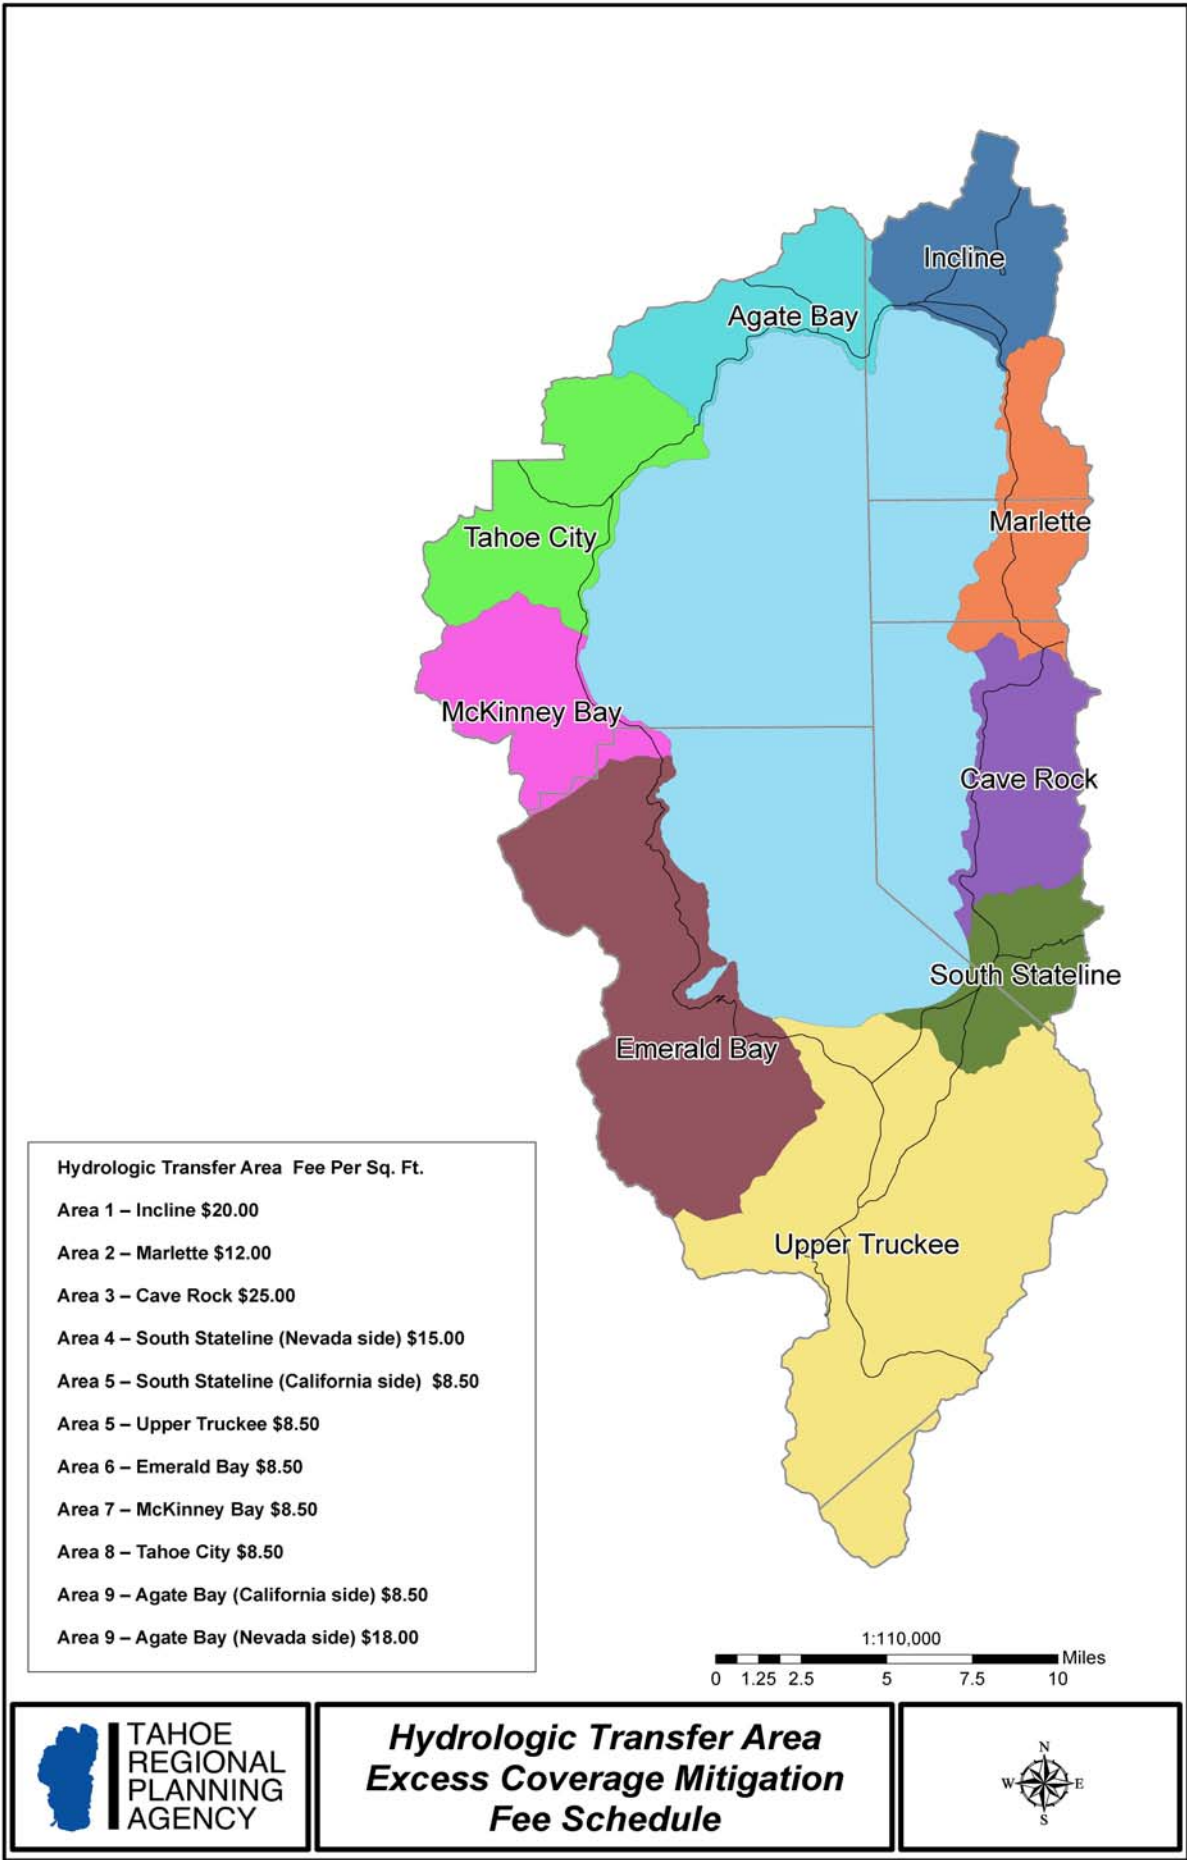 Incline
Agate Bay
Marlette
Tahoe City
McKinney Bay
Cave Rock
South Stateline
Emerald Bay
Upper Truckee
Hydrologic Transfer Area Fee Per Sq. Ft.
Area 1 – Incline $20.00
Area 2 – Marlette $12.00
Area 3 – Cave Rock $25.00
Area 4 – South Stateline (Nevada side) $15.00
Area 5 – South Stateline (California side) $8.50
Area 5 – Upper Truckee $8.50
Area 6 – Emerald Bay $8.50
Area 7 – McKinney Bay $8.50
Area 8 – Tahoe City $8.50
Area 9 – Agate Bay (California side) $8.50
Area 9 – Agate Bay (Nevada side) $18.00
1:110,000
Miles
0 1.25 2.5 5 7.5 10
TAHOE
REGIONAL
PLANNING
AGENCY
Hydrologic Transfer Area
Excess Coverage Mitigation
Fee Schedule
N
W E
S